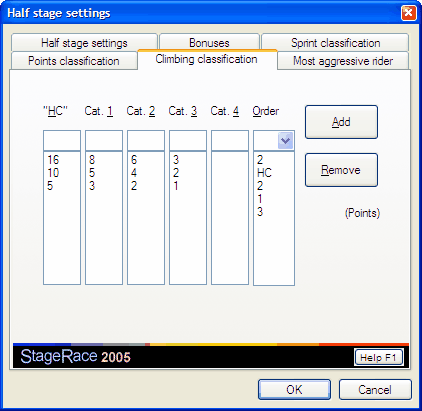 Half stage settings
Half stage settings Bonuses Sprint classification
Points classification Climbing classification Most aggressive rider
"HC" Cat. 1 Cat. 2 Cat. 3 Cat. 4 Order
Add
16 8 6 3 2
10 5 4 2 HC
5 3 2 1 2
1
3
Remove
(Points)
StageRace 2005 Help F1
OK Cancel